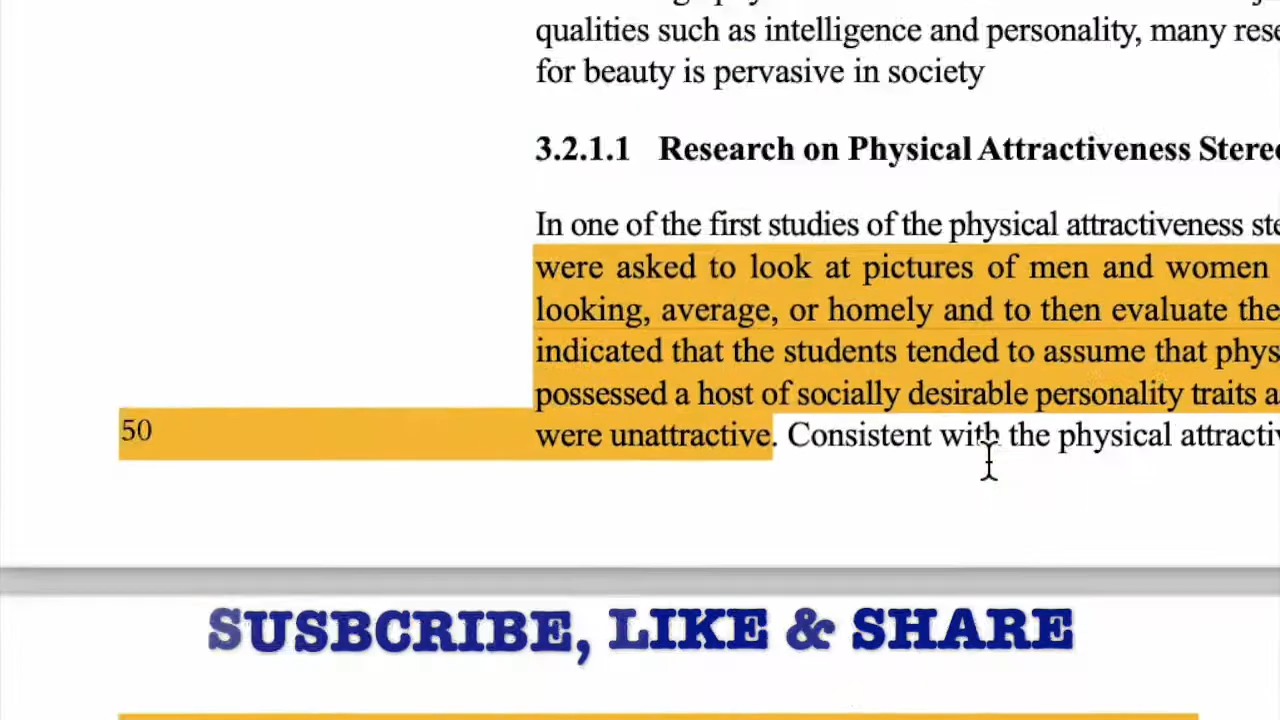 qualities such as intelligence and personality, many rese
for beauty is pervasive in society
3.2.1.1 Research on Physical Attractiveness Stereo
In one of the first studies of the physical attractiveness ste
were asked to look at pictures of men and women
looking, average, or homely and to then evaluate the
indicated that the students tended to assume that phys
possessed a host of socially desirable personality traits a
were unattractive. Consistent with the physical attractiv
50
SUSBCRIBE, LIKE & SHARE